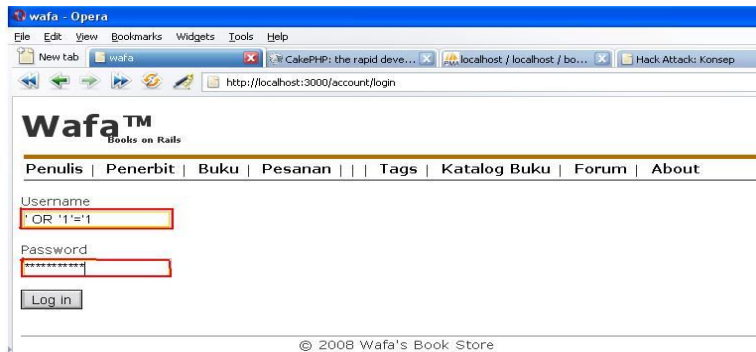 wafa - Opera
File Edit View Bookmarks Widgets Tools Help
New tab wafa CakePHP: the rapid deve... localhost / localhost / bo... Hack Attack: Konsep
http://localhost:3000/account/login
Wafa™
Books on Rails
Penulis | Penerbit | Buku | Pesanan | | | Tags | Katalog Buku | Forum | About
Username
' OR '1'='1
Password
***********
Log in
© 2008 Wafa's Book Store